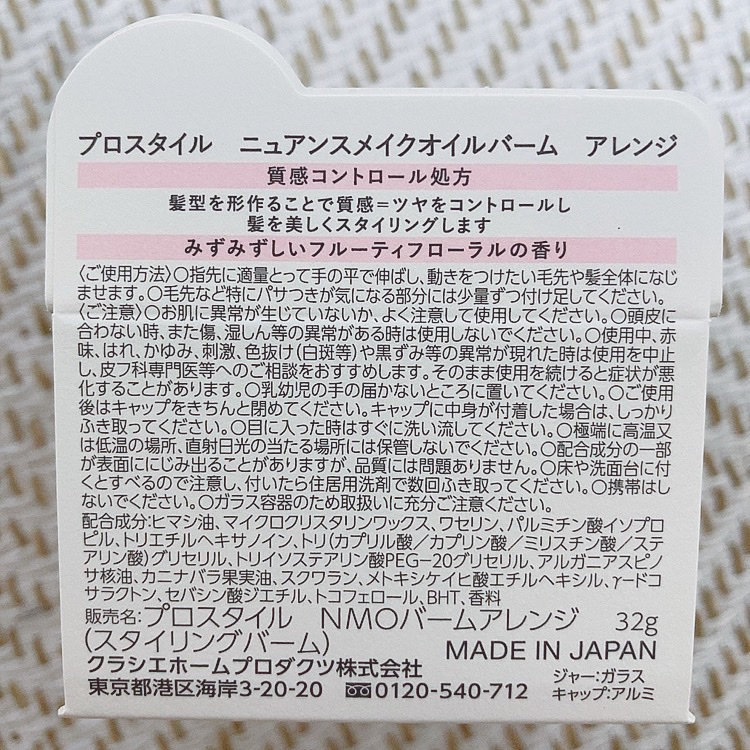 プロスタイル ニュアンスメイクオイルバーム アレンジ
質感コントロール処方
髪型を形作ることで質感=ツヤをコントロールし
髪を美しくスタイリングします
みずみずしいフルーティフローラルの香り
〈ご使用方法〉○指先に適量とって手の平で伸ばし、動きをつけたい毛先や髪全体になじ
ませます。○毛先など特にパサつきが気になる部分には少量ずつ付け足してください。
〈ご注意〉○お肌に異常が生じていないか、よく注意して使用してください。○頭皮に
合わない時、また傷、湿しん等の異常がある時は使用しないでください。○使用中、赤
味、はれ、かゆみ、刺激、色抜け(白斑等)や黒ずみ等の異常が現れた時は使用を中止
し、皮フ科専門医等へのご相談をおすすめします。そのまま使用を続けると症状が悪
化することがあります。○乳幼児の手の届かないところに置いてください。○ご使用
後はキャップをきちんと閉めてください。キャップに中身が付着した場合は、しっかり
ふき取ってください。○目に入った時はすぐに洗い流してください。○極端に高温又
は低温の場所、直射日光の当たる場所には保管しないでください。○配合成分の一部
が表面ににじみ出ることがありますが、品質には問題ありません。○床や洗面台に付
くとすべるので注意し、付いたら住居用洗剤で数回ふき取ってください。○携帯はし
ないでください。○ガラス容器のため取扱いに充分ご注意ください。
配合成分:ヒマシ油、マイクロクリスタリンワックス、ワセリン、パルミチン酸イソプロ
ピル、トリエチルヘキサノイン、トリ(カプリル酸/カプリン酸/ミリスチン酸/ステ
アリン酸)グリセリル、トリイソステアリン酸PEG-20グリセリル、アルガニアスピノ
サ核油、カニナバラ果実油、スクワラン、メトキシケイヒ酸エチルヘキシル、γ-ドコ
サラクトン、セバシン酸ジエチル、トコフェロール、BHT、香料
販売名:プロスタイル NMOバームアレンジ 32g
(スタイリングバーム) MADE IN JAPAN
クラシエホームプロダクツ株式会社 ジャー:ガラス
東京都港区海岸3-20-20 0120-540-712 キャップ:アルミ